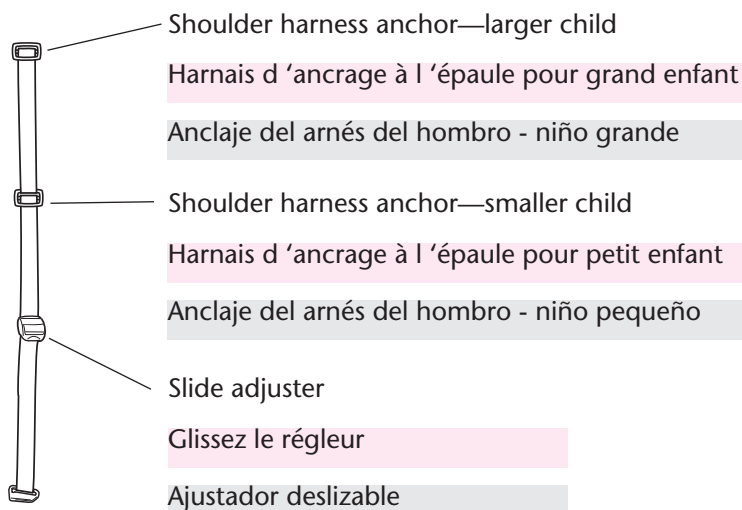 Shoulder harness anchor—larger child
Harnais d ‘ancrage à l ‘épaule pour grand enfant
Anclaje del arnés del hombro - niño grande
Shoulder harness anchor—smaller child
Harnais d ‘ancrage à l ‘épaule pour petit enfant
Anclaje del arnés del hombro - niño pequeño
Slide adjuster
Glissez le régleur
Ajustador deslizable